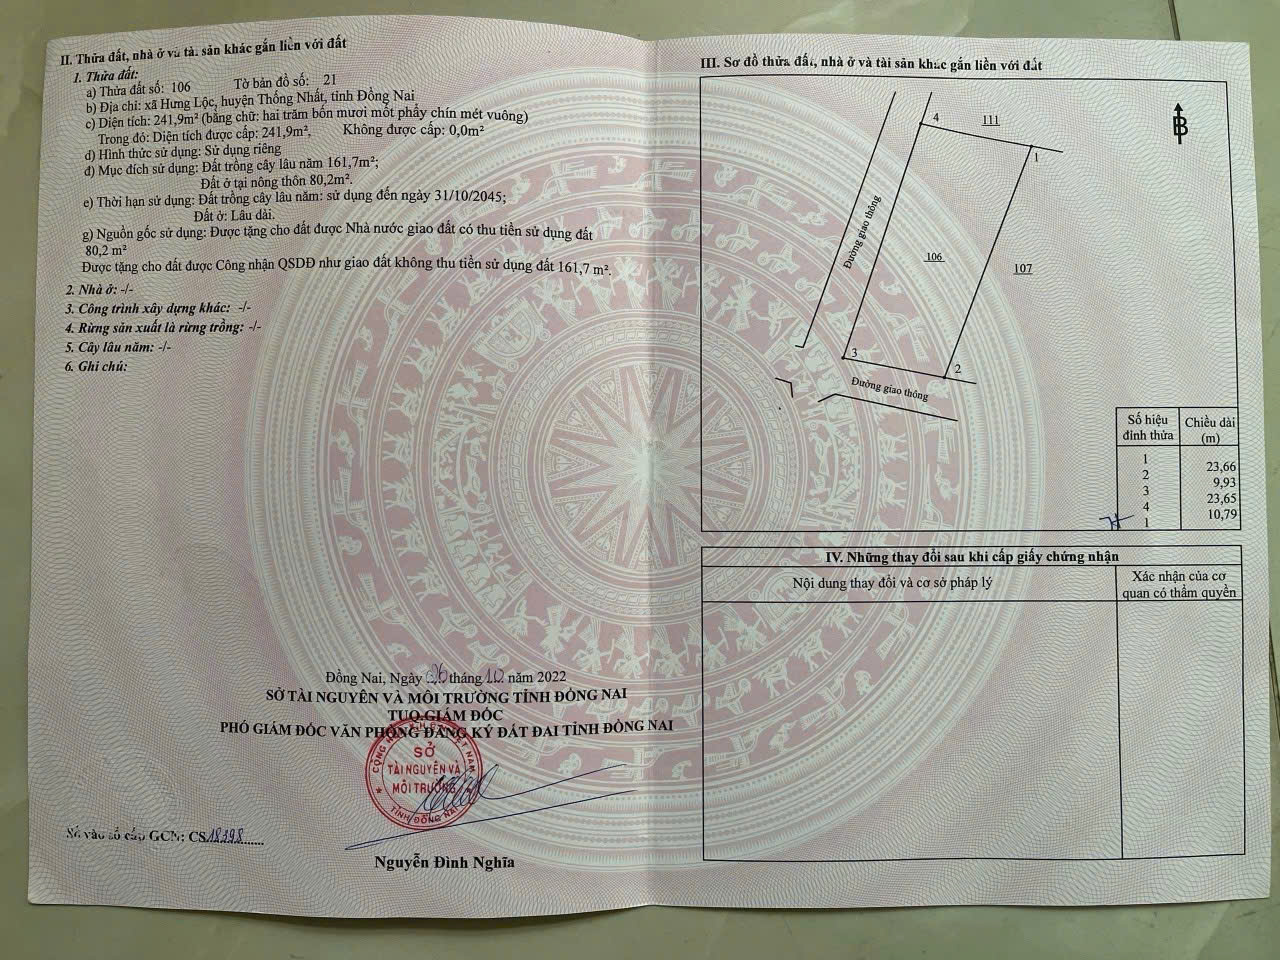 II. Thửa đất, nhà ở và tài sản khác gắn liền với đất
1. Thửa đất:
a) Thửa đất số: 106 Tờ bản đồ số: 21
b) Địa chỉ: xã Hưng Lộc, huyện Thống Nhất, tỉnh Đồng Nai
c) Diện tích: 241,9m² (bằng chữ: hai trăm bốn mươi mốt phẩy chín mét vuông)
Trong đó: Diện tích được cấp: 241,9m², Không được cấp: 0,0m²
d) Hình thức sử dụng: Sử dụng riêng
đ) Mục đích sử dụng: Đất trồng cây lâu năm 161,7m²;
Đất ở tại nông thôn 80,2m².
e) Thời hạn sử dụng: Đất trồng cây lâu năm: sử dụng đến ngày 31/10/2045;
Đất ở: Lâu dài.
g) Nguồn gốc sử dụng: Được tặng cho đất được Nhà nước giao đất có thu tiền sử dụng đất
80,2 m²
Được tặng cho đất được Công nhận QSDĐ như giao đất không thu tiền sử dụng đất 161,7 m².
2. Nhà ở: -/-
3. Công trình xây dựng khác: -/-
4. Rừng sản xuất là rừng trồng: -/-
5. Cây lâu năm: -/-
6. Ghi chú:
Đồng Nai, Ngày 26 tháng 10 năm 2022
SỞ TÀI NGUYÊN VÀ MÔI TRƯỜNG TỈNH ĐỒNG NAI
TUQ.GIÁM ĐỐC
PHÓ GIÁM ĐỐC VĂN PHÒNG ĐĂNG KÝ ĐẤT ĐAI TỈNH ĐỒNG NAI
SỞ
TÀI NGUYÊN VÀ
MÔI TRƯỜNG
TỈNH ĐỒNG NAI
Nguyễn Đình Nghĩa
Số vào sổ cấp GCN: CS18398
III. Sơ đồ thửa đất, nhà ở và tài sản khác gắn liền với đất
4
111
1
B
Đường giao thông
106
107
3
2
Đường giao thông
Số hiệu đỉnh thửa Chiều dài (m)
1
23,66
2
9,93
3
23,65
4
10,79
1
IV. Những thay đổi sau khi cấp giấy chứng nhận
Nội dung thay đổi và cơ sở pháp lý
Xác nhận của cơ
quan có thẩm quyền